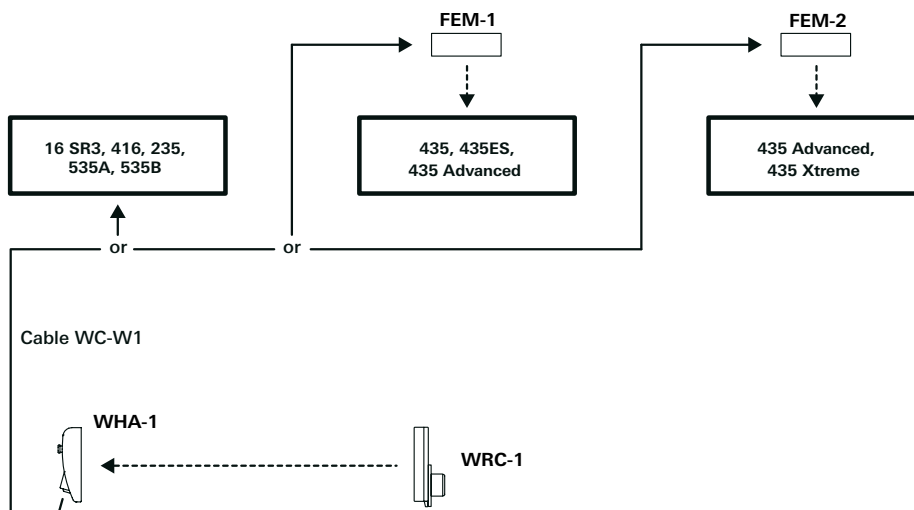 FEM-1
FEM-2
16 SR3, 416, 235,
535A, 535B
435, 435ES,
435 Advanced
435 Advanced,
435 Xtreme
or
or
Cable WC-W1
WHA-1
WRC-1